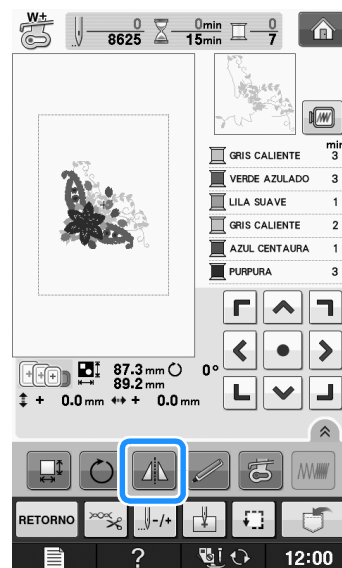 W+
0 0min 0
8625 15min 7
min
GRIS CALIENTE 3
VERDE AZULADO 3
LILA SUAVE 1
GRIS CALIENTE 2
AZUL CENTAURA 1
PURPURA 3
87.3 mm 0°
89.2 mm
+ 0.0 mm + 0.0 mm
RETORNO -/+
? 12:00